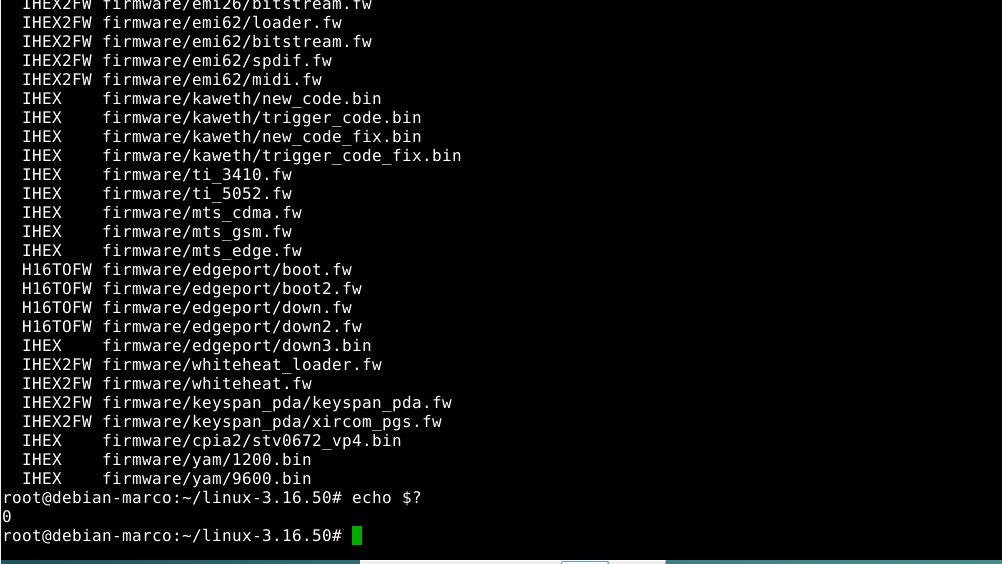 IHEX2FW firmware/emi26/bitstream.fw
IHEX2FW firmware/emi62/loader.fw
IHEX2FW firmware/emi62/bitstream.fw
IHEX2FW firmware/emi62/spdif.fw
IHEX2FW firmware/emi62/midi.fw
IHEX    firmware/kaweth/new_code.bin
IHEX    firmware/kaweth/trigger_code.bin
IHEX    firmware/kaweth/new_code_fix.bin
IHEX    firmware/kaweth/trigger_code_fix.bin
IHEX    firmware/ti_3410.fw
IHEX    firmware/ti_5052.fw
IHEX    firmware/mts_cdma.fw
IHEX    firmware/mts_gsm.fw
IHEX    firmware/mts_edge.fw
H16TOFW firmware/edgeport/boot.fw
H16TOFW firmware/edgeport/boot2.fw
H16TOFW firmware/edgeport/down.fw
H16TOFW firmware/edgeport/down2.fw
IHEX    firmware/edgeport/down3.bin
IHEX2FW firmware/whiteheat_loader.fw
IHEX2FW firmware/whiteheat.fw
IHEX2FW firmware/keyspan_pda/keyspan_pda.fw
IHEX2FW firmware/keyspan_pda/xircom_pgs.fw
IHEX    firmware/cpia2/stv0672_vp4.bin
IHEX    firmware/yam/1200.bin
IHEX    firmware/yam/9600.bin
root@debian-marco:~/linux-3.16.50# echo $?
0
root@debian-marco:~/linux-3.16.50#